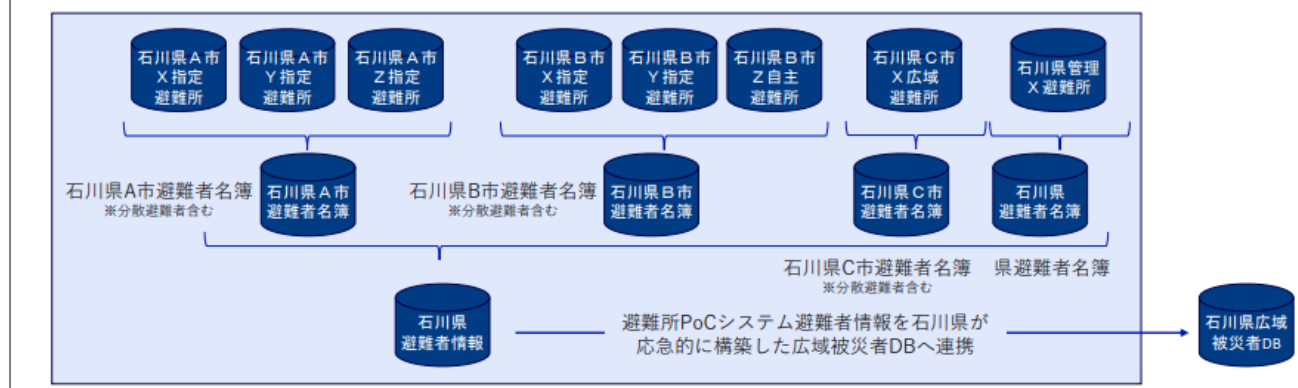 石川県A市
X指定
避難所
石川県A市
Y指定
避難所
石川県A市
Z指定
避難所
石川県B市
X指定
避難所
石川県B市
Y指定
避難所
石川県B市
Z自主
避難所
石川県C市
X広域
避難所
石川県管理
X避難所
石川県A市避難者名簿
※分散避難者含む
石川県A市
避難者名簿
石川県B市避難者名簿
※分散避難者含む
石川県B市
避難者名簿
石川県C市
避難者名簿
石川県
避難者名簿
石川県C市避難者名簿
※分散避難者含む
県避難者名簿
石川県
避難者情報
避難所PoCシステム避難者情報を石川県が
応急的に構築した広域被災者DBへ連携
石川県広域
被災者DB